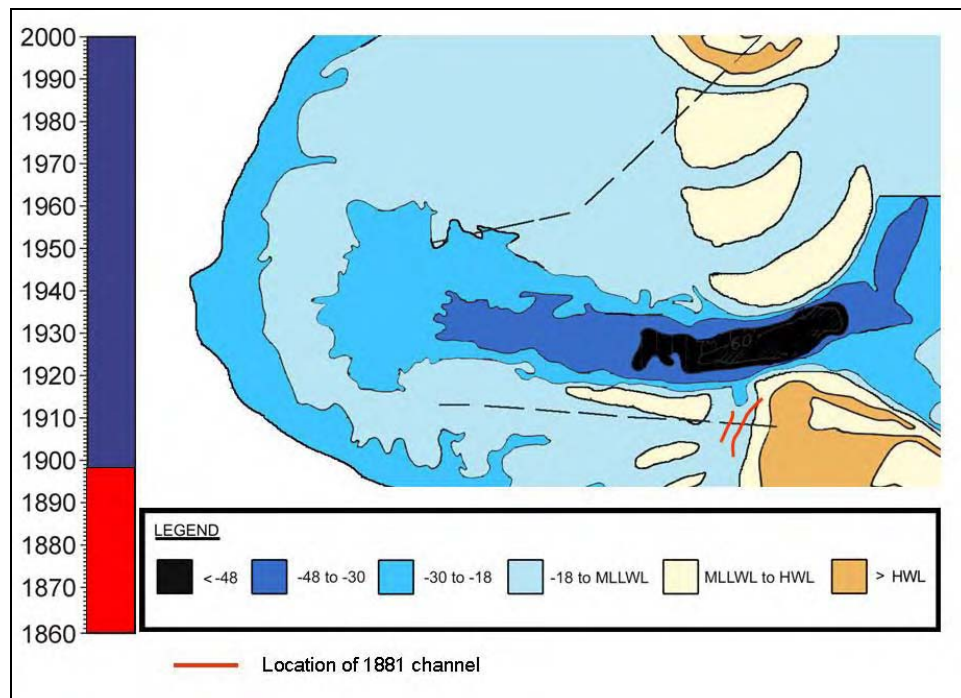 2000
1990
1980
1970
1960
1950
1940
1930
1920
1910
1900
1890
1880
1870
1860
60
LEGEND
< -48
-48 to -30
-30 to -18
-18 to MLLWL
MLLWL to HWL
> HWL
Location of 1881 channel